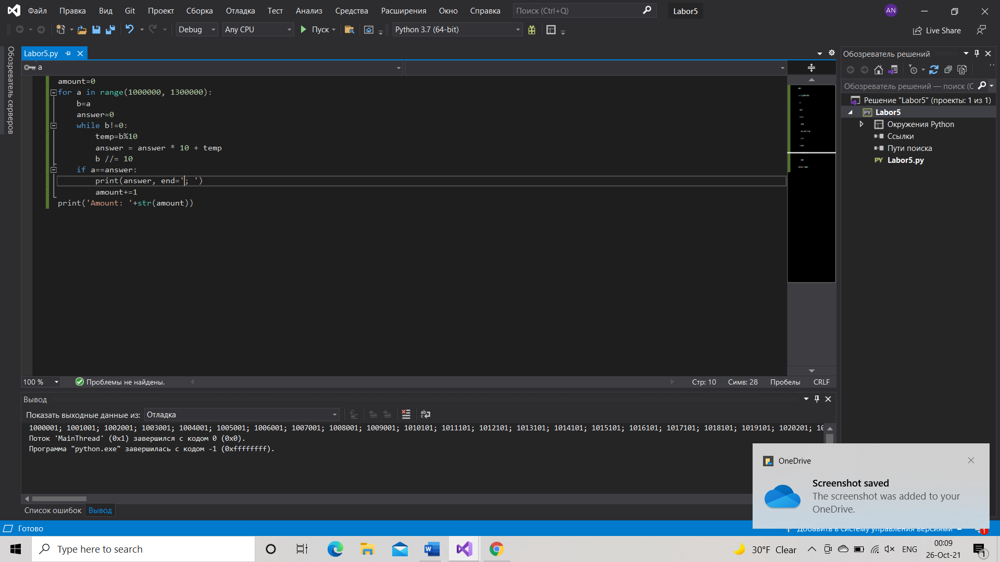 Файл Правка Вид Git Проект Сборка Отладка Тест Анализ Средства Расширения Окно Справка Поиск (Ctrl+Q) Labor5 AN
Debug Any CPU Пуск Python 3.7 (64-bit) Live Share
Обозреватель серверов
Labor5.py
a
amount=0
for a in range(1000000, 1300000):
b=a
answer=0
while b!=0:
temp=b%10
answer = answer * 10 + temp
b //= 10
if a==answer:
print(answer, end='; ')
amount+=1
print('Amount: '+str(amount))
100 % Проблемы не найдены. Стр: 10 Симв: 28 Пробелы CRLF
Обозреватель решений
Обозреватель решений — поиск (C
Решение "Labor5" (проекты: 1 из 1)
PY Labor5
Окружения Python
Ссылки
Пути поиска
PY Labor5.py
Вывод
Показать выходные данные из: Отладка
1000001; 1001001; 1002001; 1003001; 1004001; 1005001; 1006001; 1007001; 1008001; 1009001; 1010101; 1011101; 1012101; 1013101; 1014101; 1015101; 1016101; 1017101; 1018101; 1019101; 1020201; 10
Поток 'MainThread' (0x1) завершился с кодом 0 (0x0).
Программа "python.exe" завершилась с кодом -1 (0xffffffff).
Список ошибок Вывод
OneDrive
Screenshot saved
The screenshot was added to your
OneDrive.
Готово
Добавить в систему управления версиями
1
Type here to search
30°F Clear ENG
00:09
26-Oct-21
1